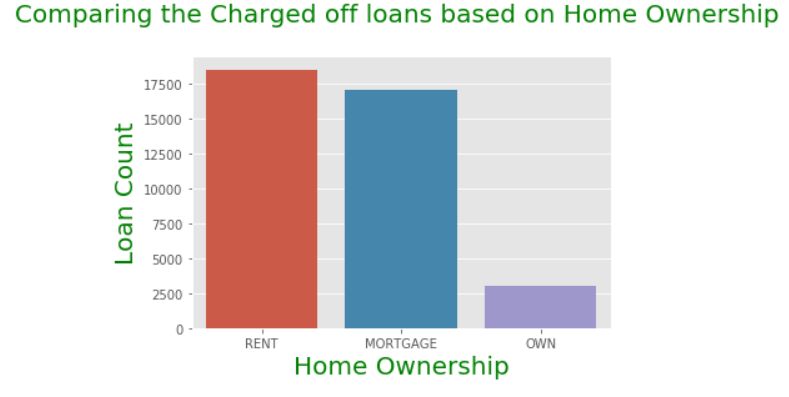 Comparing the Charged off loans based on Home Ownership
Loan Count
17500
15000
12500
10000
7500
5000
2500
0
RENT MORTGAGE OWN
Home Ownership